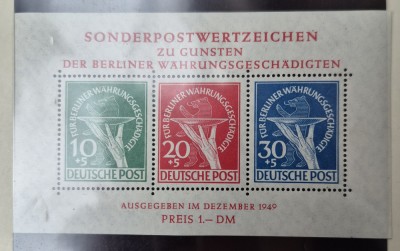 SONDERPOSTWERTZEICHEN
ZU GUNSTEN
DER BERLINER WÄHRUNGSGESCHÄDIGTEN
FÜR BERLINER WÄHRUNGSGESCHÄDIGTE
10
+5
DEUTSCHE POST
FÜR BERLINER WÄHRUNGSGESCHÄDIGTE
20
+5
DEUTSCHE POST
FÜR BERLINER WÄHRUNGSGESCHÄDIGTE
30
+5
DEUTSCHE POST
AUSGEGEBEN IM DEZEMBER 1949
PREIS 1.— DM